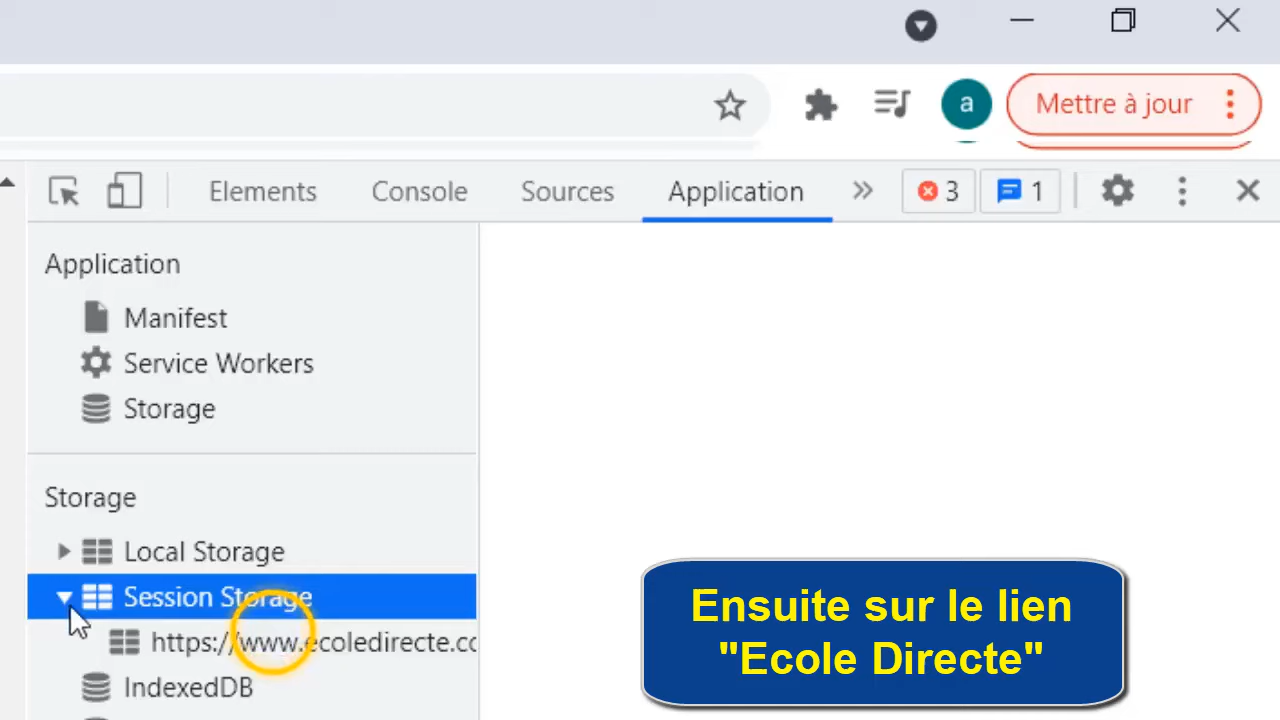 a
Mettre à jour
Elements
Console
Sources
Application
3
1
Application
Manifest
Service Workers
Storage
Storage
Local Storage
Session Storage
https://www.ecoledirecte.cc
IndexedDB
Ensuite sur le lien
"Ecole Directe"